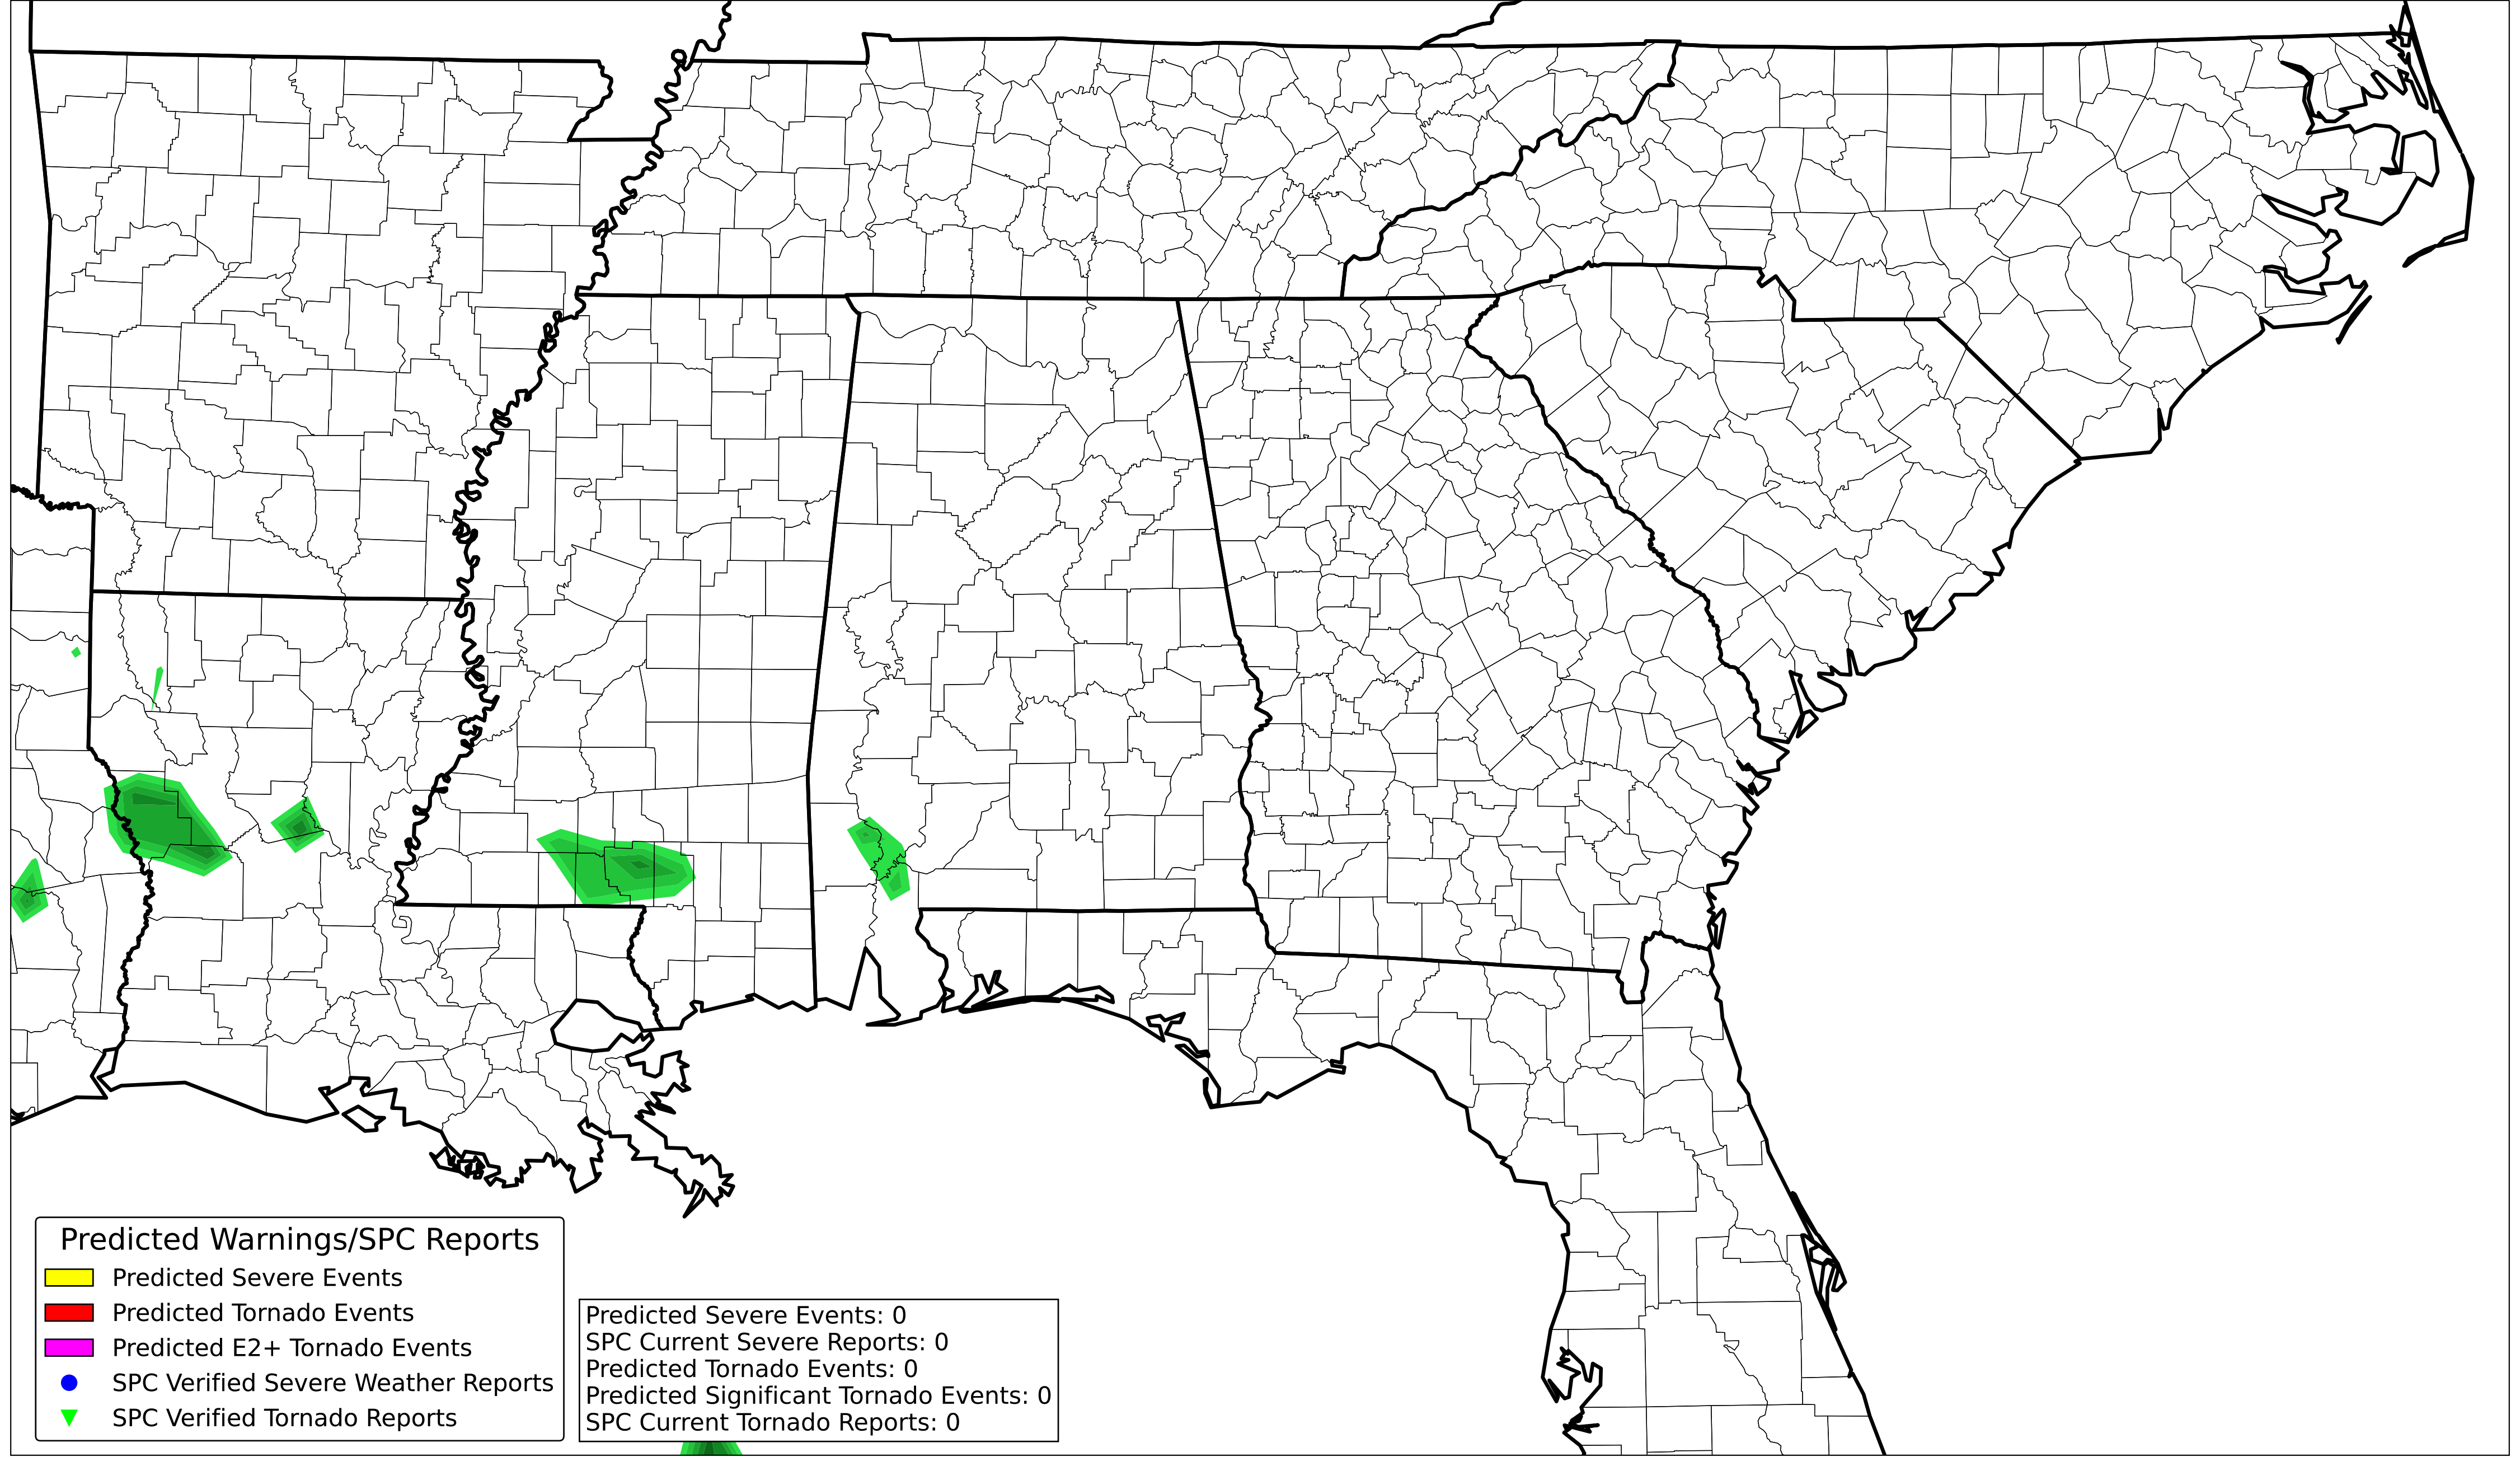 Predicted Warnings/SPC Reports
Predicted Severe Events
Predicted Tornado Events
Predicted E2+ Tornado Events
SPC Verified Severe Weather Reports
SPC Verified Tornado Reports
Predicted Severe Events: 0
SPC Current Severe Reports: 0
Predicted Tornado Events: 0
Predicted Significant Tornado Events: 0
SPC Current Tornado Reports: 0